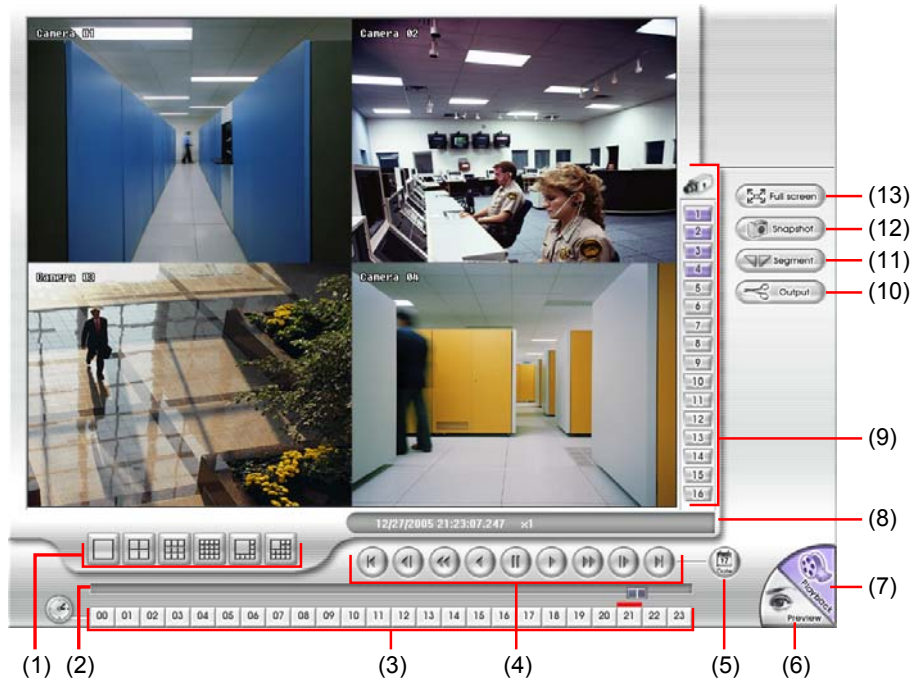 Camera 01
Camera 02
Camera 03
Camera 04
1
2
3
4
5
6
7
8
9
10
11
12
13
14
15
16
Full screen
Snapshot
Segment
Output
(13)
(12)
(11)
(10)
(9)
(8)
12/27/2005 21:23:07.247 x1
17
Date
Playback
Preview
(7)
00 01 02 03 04 05 06 07 08 09 10 11 12 13 14 15 16 17 18 19 20 21 22 23
(1) (2) (3) (4) (5) (6)